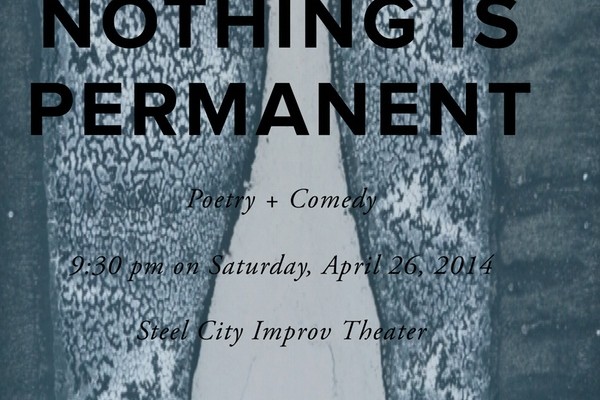 NOTHING IS
PERMANENT
Poetry + Comedy
9:30 pm on Saturday, April 26, 2014
Steel City Improv Theater